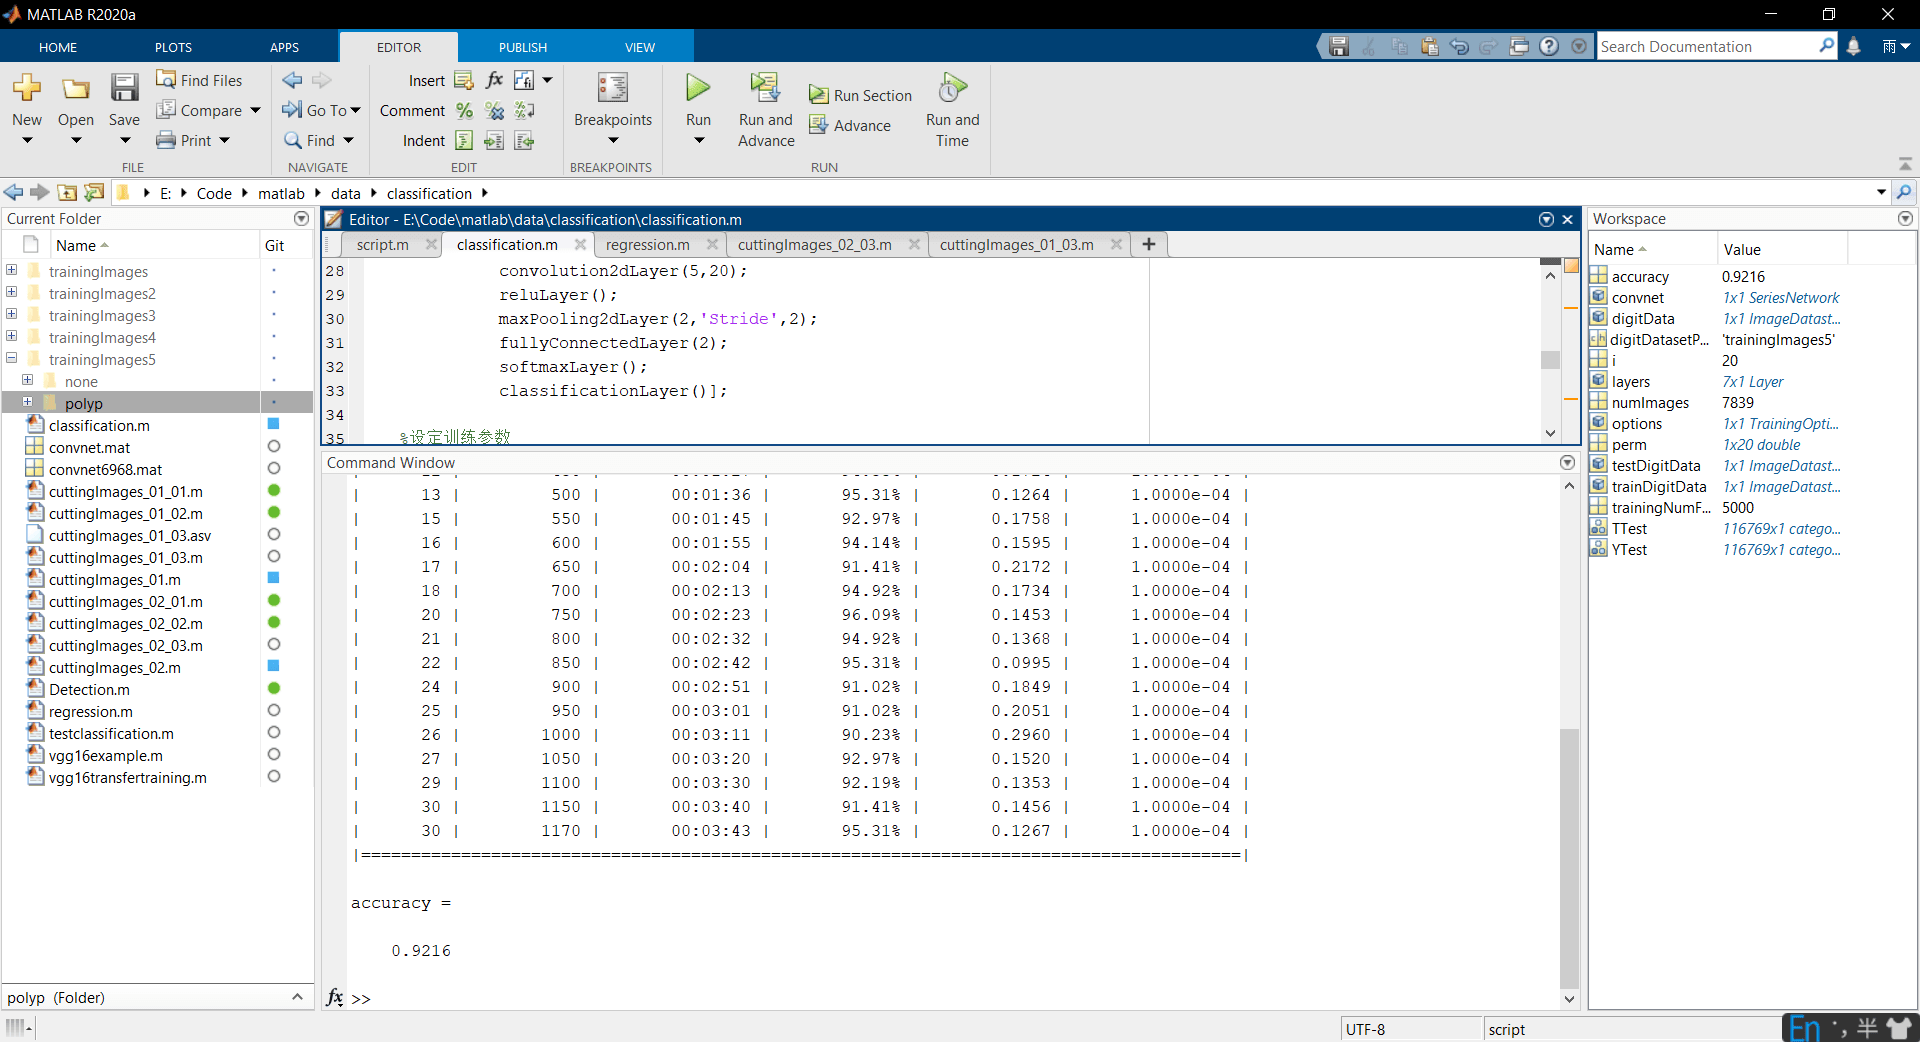 MATLAB R2020a
HOME PLOTS APPS EDITOR PUBLISH VIEW
Search Documentation
雨
New Open Save
Find Files
Compare
Print
FILE
Go To
Find
NAVIGATE
Insert
Comment
Indent
EDIT
Breakpoints
BREAKPOINTS
Run
Run and Advance
Run Section
Advance
Run and Time
RUN
E: Code matlab data classification
Current Folder
Name Git
trainingImages
trainingImages2
trainingImages3
trainingImages4
trainingImages5
none
polyp
classification.m
convnet.mat
convnet6968.mat
cuttingImages_01_01.m
cuttingImages_01_02.m
cuttingImages_01_03.asv
cuttingImages_01_03.m
cuttingImages_01.m
cuttingImages_02_01.m
cuttingImages_02_02.m
cuttingImages_02_03.m
cuttingImages_02.m
Detection.m
regression.m
testclassification.m
vgg16example.m
vgg16transfertraining.m
polyp (Folder)
Editor - E:\Code\matlab\data\classification\classification.m
script.m classification.m regression.m cuttingImages_02_03.m cuttingImages_01_03.m
28 convolution2dLayer(5,20);
29 reluLayer();
30 maxPooling2dLayer(2,'Stride',2);
31 fullyConnectedLayer(2);
32 softmaxLayer();
33 classificationLayer()];
34
35 %设定训练参数
Command Window
| 13 | 500 | 00:01:36 | 95.31% | 0.1264 | 1.0000e-04 |
| 15 | 550 | 00:01:45 | 92.97% | 0.1758 | 1.0000e-04 |
| 16 | 600 | 00:01:55 | 94.14% | 0.1595 | 1.0000e-04 |
| 17 | 650 | 00:02:04 | 91.41% | 0.2172 | 1.0000e-04 |
| 18 | 700 | 00:02:13 | 94.92% | 0.1734 | 1.0000e-04 |
| 20 | 750 | 00:02:23 | 96.09% | 0.1453 | 1.0000e-04 |
| 21 | 800 | 00:02:32 | 94.92% | 0.1368 | 1.0000e-04 |
| 22 | 850 | 00:02:42 | 95.31% | 0.0995 | 1.0000e-04 |
| 24 | 900 | 00:02:51 | 91.02% | 0.1849 | 1.0000e-04 |
| 25 | 950 | 00:03:01 | 91.02% | 0.2051 | 1.0000e-04 |
| 26 | 1000 | 00:03:11 | 90.23% | 0.2960 | 1.0000e-04 |
| 27 | 1050 | 00:03:20 | 92.97% | 0.1520 | 1.0000e-04 |
| 29 | 1100 | 00:03:30 | 92.19% | 0.1353 | 1.0000e-04 |
| 30 | 1150 | 00:03:40 | 91.41% | 0.1456 | 1.0000e-04 |
| 30 | 1170 | 00:03:43 | 95.31% | 0.1267 | 1.0000e-04 |
|========================================================================================|
accuracy =
0.9216
fx >>
Workspace
Name Value
accuracy 0.9216
convnet 1x1 SeriesNetwork
digitData 1x1 ImageDatast...
digitDatasetP... 'trainingImages5'
i 20
layers 7x1 Layer
numImages 7839
options 1x1 TrainingOpti...
perm 1x20 double
testDigitData 1x1 ImageDatast...
trainDigitData 1x1 ImageDatast...
trainingNumF... 5000
TTest 116769x1 catego...
YTest 116769x1 catego...
UTF-8 script
En 半